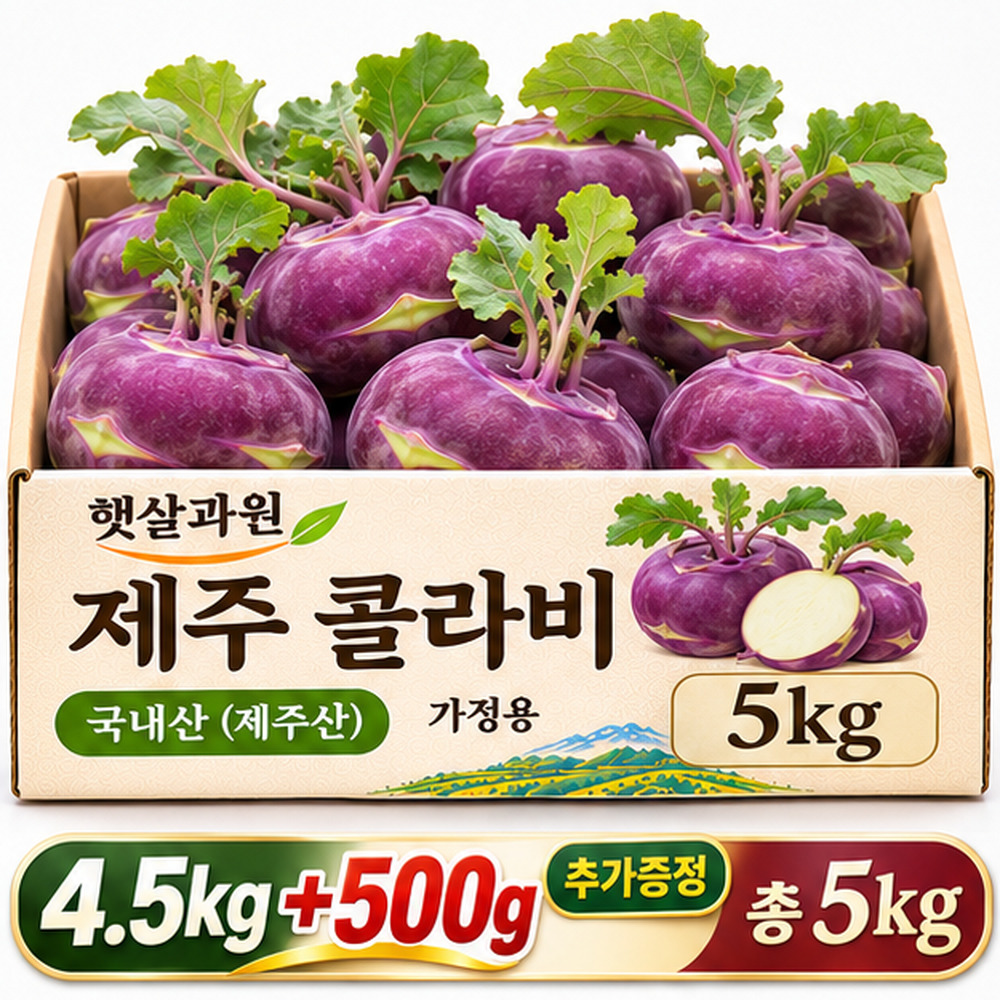 햇살과원
제주 콜라비
국내산 (제주산)
가정용
5kg
4.5kg+500g
추가증정
총 5kg